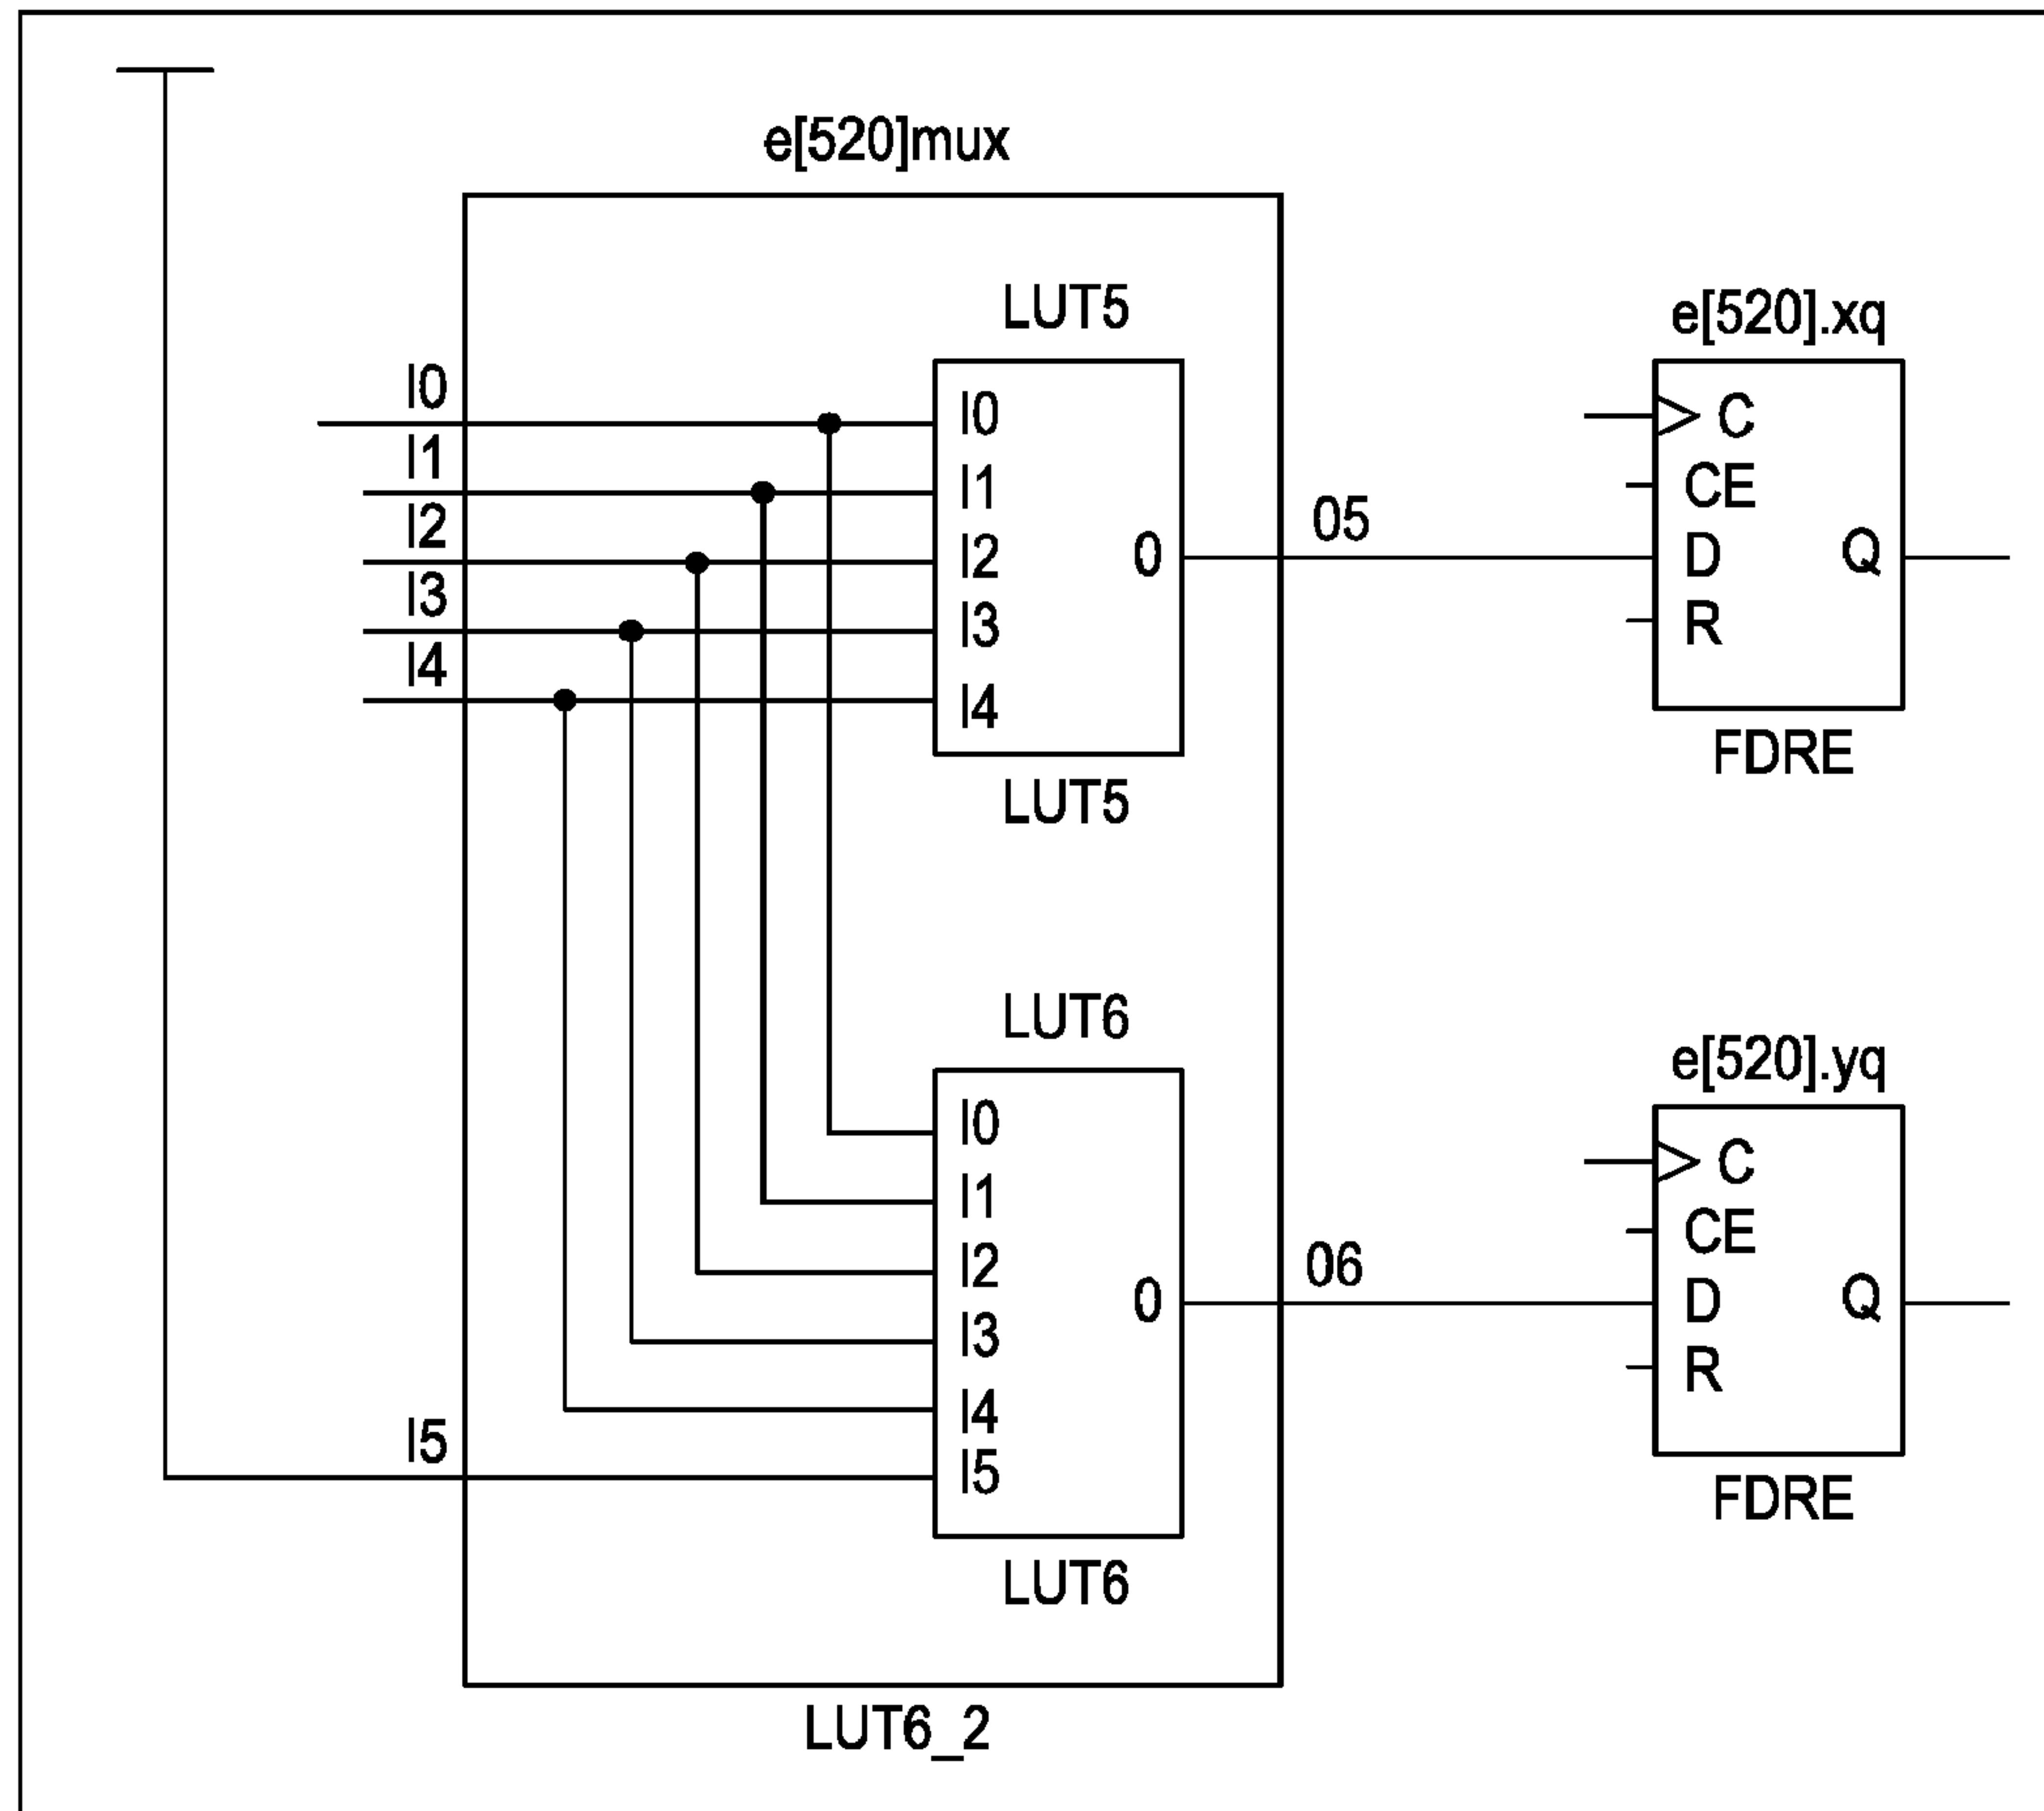 e[520]mux
LUT5
e[520].xq
I0
I1
I2
I3
I4
I0
I1
I2
I3
I4
0
LUT5
05
C
CE
D
R
Q
FDRE
LUT6
e[520].yq
I0
I1
I2
I3
I4
I5
0
I5
LUT6
06
C
CE
D
R
Q
FDRE
LUT6_2